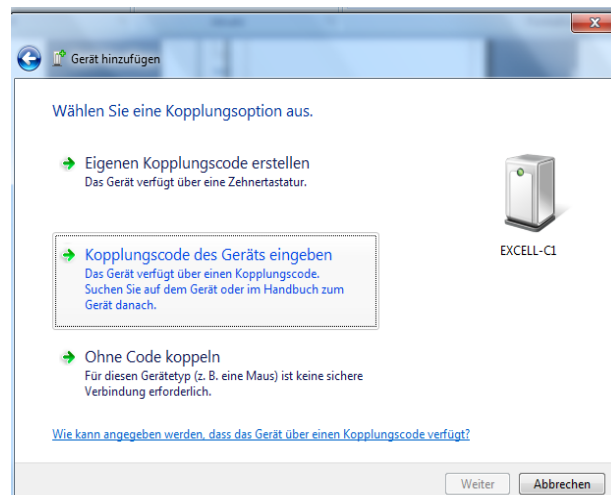 Gerät hinzufügen
Wählen Sie eine Kopplungsoption aus.
Eigenen Kopplungscode erstellen
Das Gerät verfügt über eine Zehnertastatur.
EXCELL-C1
Kopplungscode des Geräts eingeben
Das Gerät verfügt über einen Kopplungscode.
Suchen Sie auf dem Gerät oder im Handbuch zum
Gerät danach.
Ohne Code koppeln
Für diesen Gerätetyp (z. B. eine Maus) ist keine sichere
Verbindung erforderlich.
Wie kann angegeben werden, dass das Gerät über einen Kopplungscode verfügt?
Weiter
Abbrechen